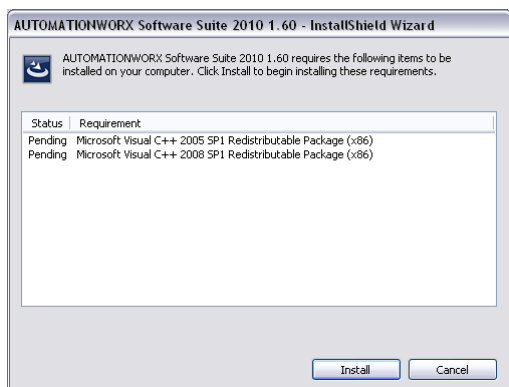 AUTOMATIONWORX Software Suite 2010 1.60 - InstallShield Wizard
AUTOMATIONWORX Software Suite 2010 1.60 requires the following items to be
installed on your computer. Click Install to begin installing these requirements.
Status Requirement
Pending Microsoft Visual C++ 2005 SP1 Redistributable Package (x86)
Pending Microsoft Visual C++ 2008 SP1 Redistributable Package (x86)
Install Cancel